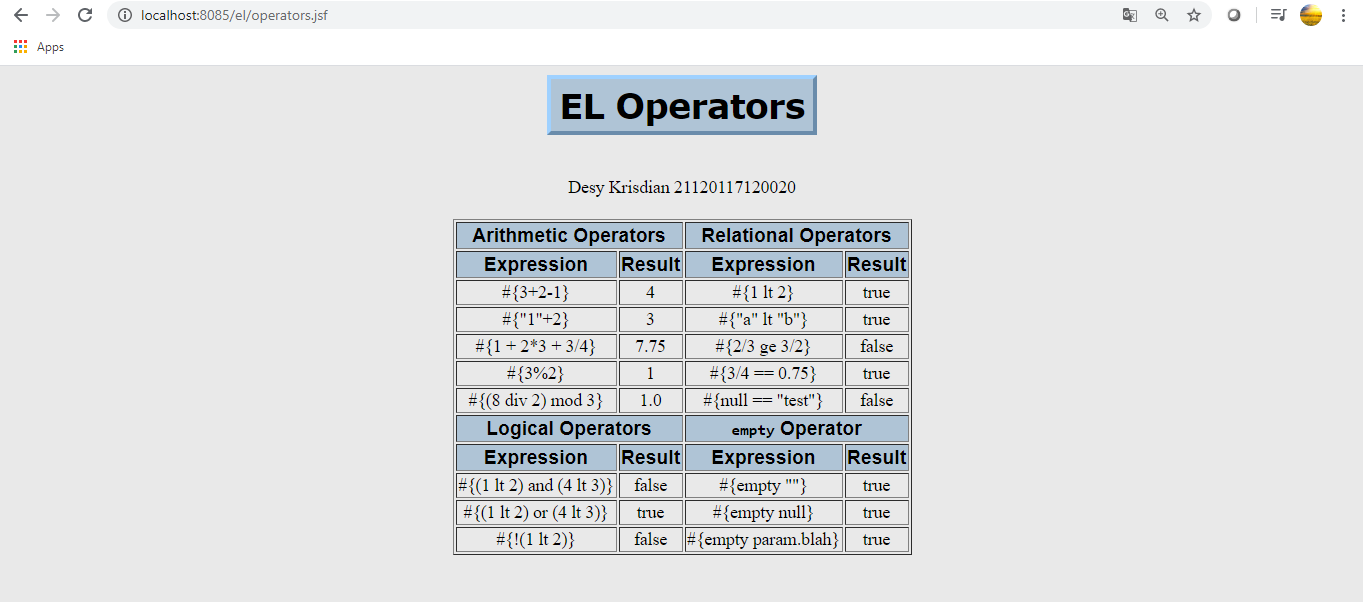 localhost:8085/el/operators.jsf
Apps
EL Operators
Desy Krisdian 21120117120020
Arithmetic Operators Relational Operators
Expression Result Expression Result
#{3+2-1} 4 #{1 lt 2} true
#{"1"+2} 3 #{"a" lt "b"} true
#{1 + 2*3 + 3/4} 7.75 #{2/3 ge 3/2} false
#{3%2} 1 #{3/4 == 0.75} true
#{(8 div 2) mod 3} 1.0 #{null == "test"} false
Logical Operators empty Operator
Expression Result Expression Result
#{(1 lt 2) and (4 lt 3)} false #{empty ""} true
#{(1 lt 2) or (4 lt 3)} true #{empty null} true
#{!(1 lt 2)} false #{empty param.blah} true